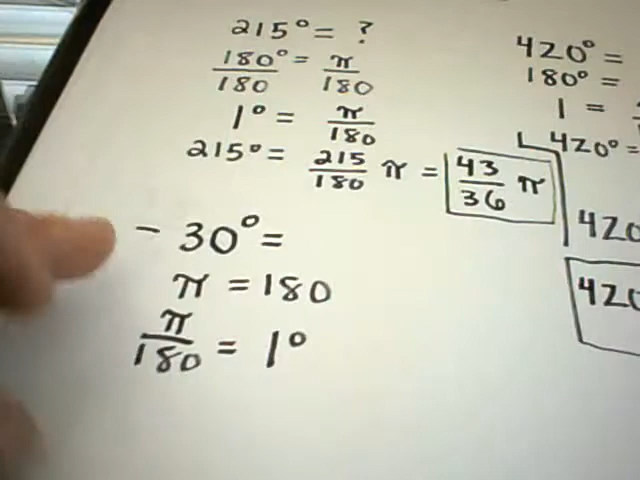 215° = ?
180°/180 = π/180
1° = π/180
215° = 215/180 π = 43/36 π
- 30° =
π = 180
π/180 = 1°
420° =
180° =
1 =
420° =
420
420